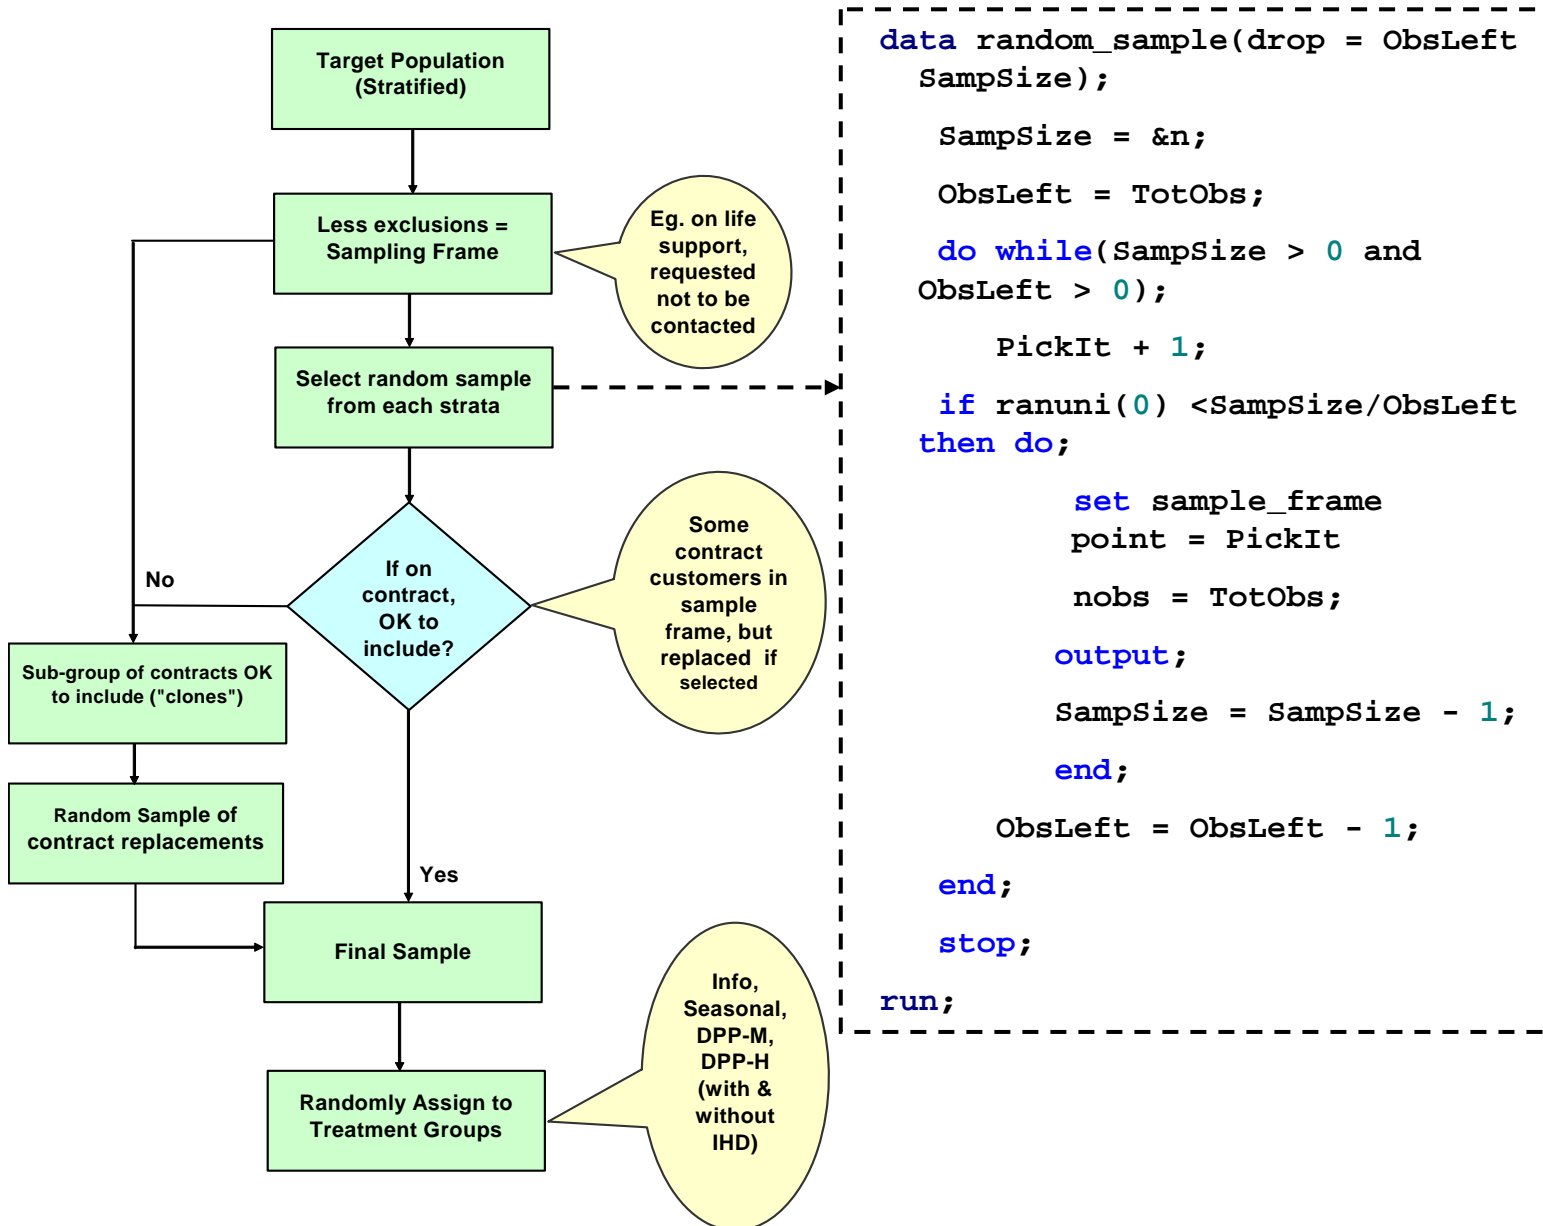 Target Population
(Stratified)
Less exclusions =
Sampling Frame
Eg. on life
support,
requested
not to be
contacted
Select random sample
from each strata
If on
contract,
OK to
include?
No
Yes
Some
contract
customers in
sample
frame, but
replaced if
selected
Sub-group of contracts OK
to include ("clones")
Random Sample of
contract replacements
Final Sample
Randomly Assign to
Treatment Groups
Info,
Seasonal,
DPP-M,
DPP-H
(with &
without
IHD)
data random_sample(drop = ObsLeft
SampSize);
SampSize = &n;
ObsLeft = TotObs;
do while(SampSize > 0 and
ObsLeft > 0);
PickIt + 1;
if ranuni(0) <SampSize/ObsLeft
then do;
set sample_frame
point = PickIt
nobs = TotObs;
output;
SampSize = SampSize - 1;
end;
ObsLeft = ObsLeft - 1;
end;
stop;
run;